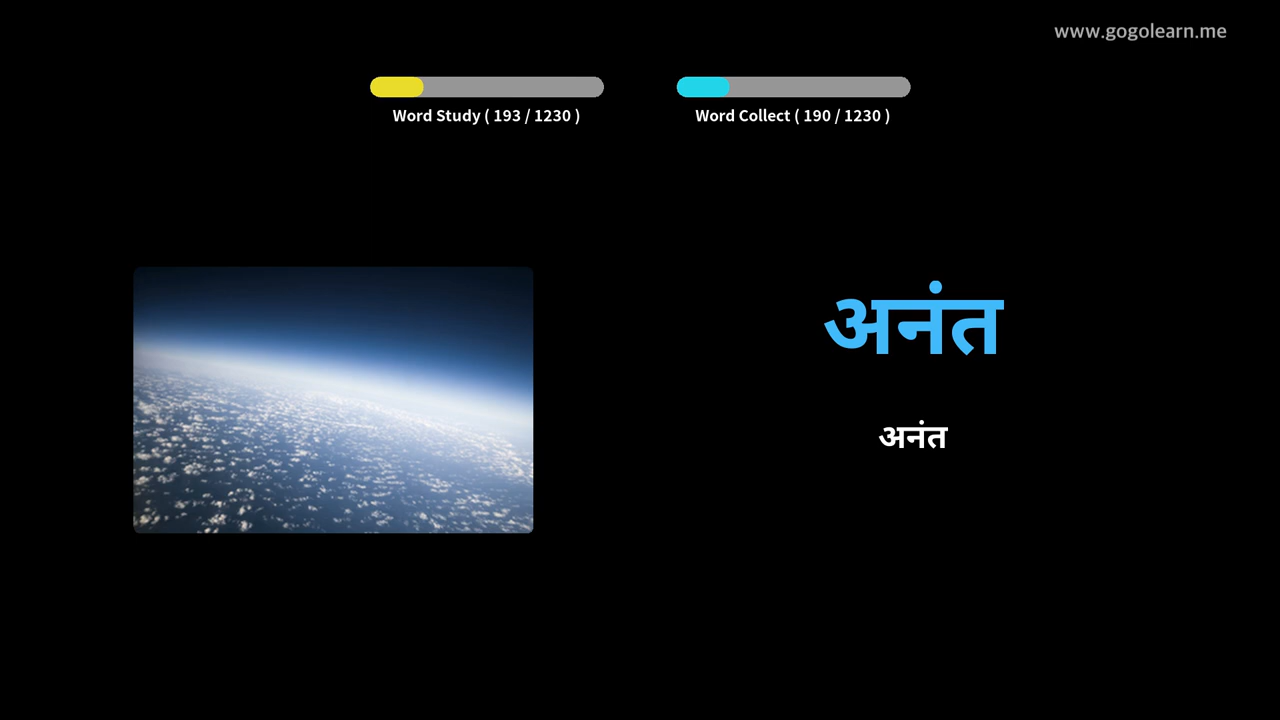 www.gogolearn.me
Word Study ( 193 / 1230 )
Word Collect ( 190 / 1230 )
अनंत
अनंत